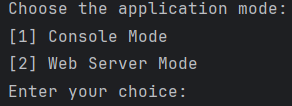 Choose the application mode:
[1] Console Mode
[2] Web Server Mode
Enter your choice: